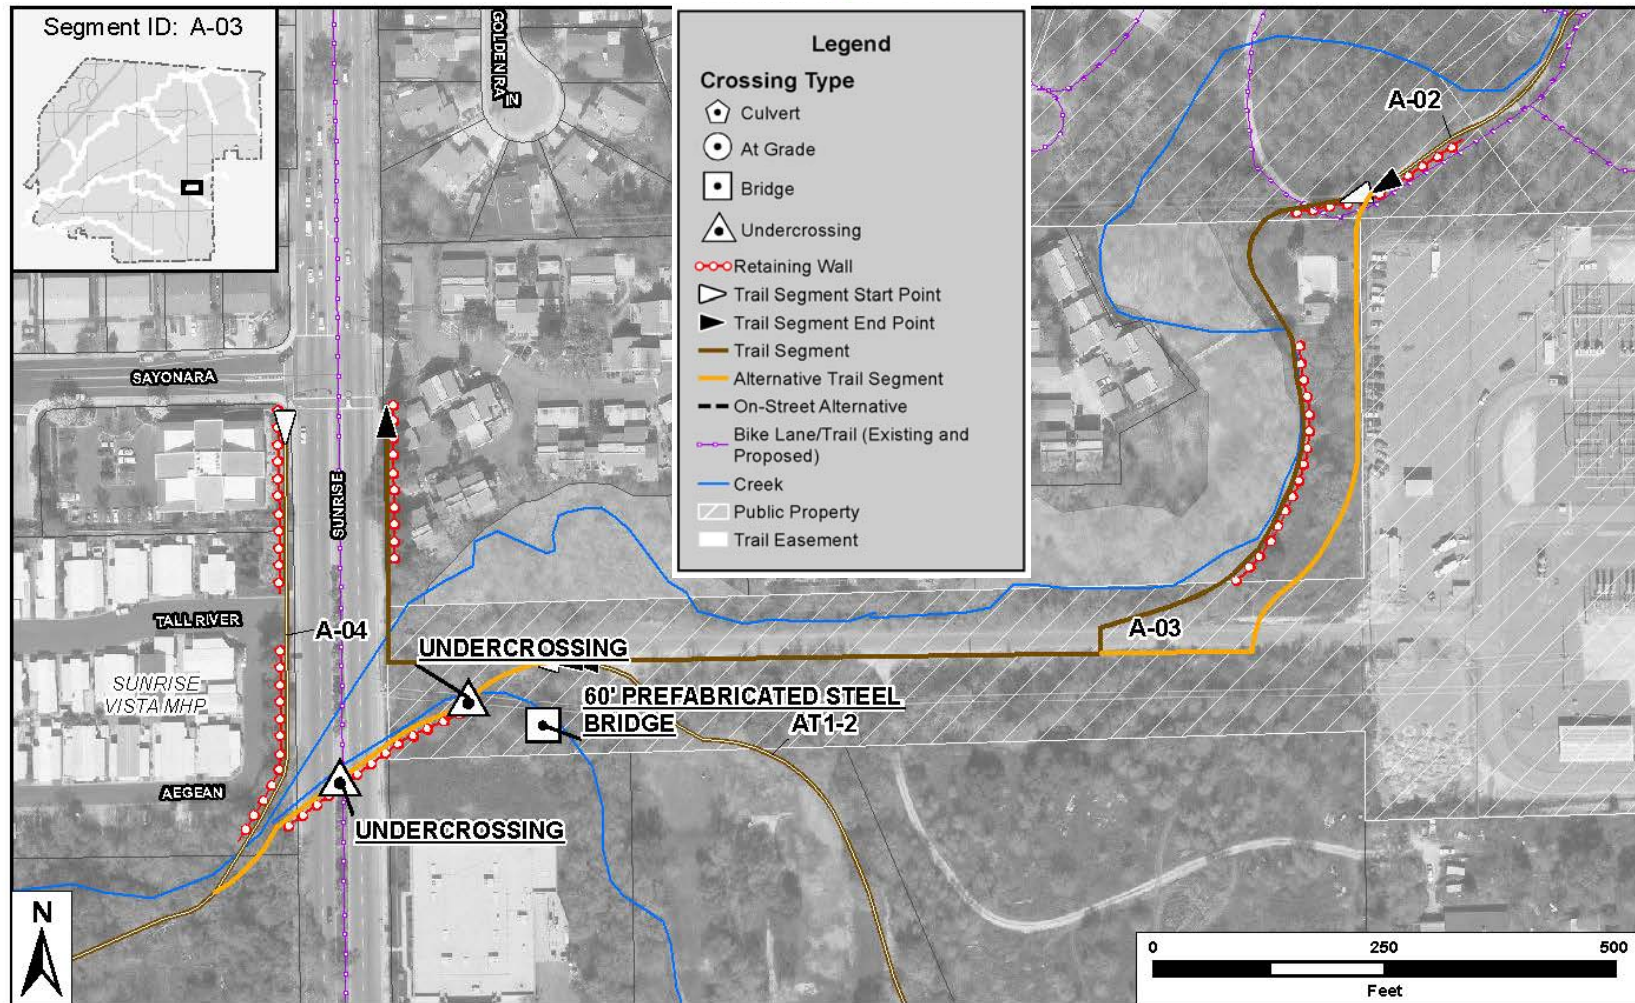 Segment ID: A-03
GOLDEN RA
IN
Legend
Crossing Type
Culvert
At Grade
Bridge
Undercrossing
Retaining Wall
Trail Segment Start Point
Trail Segment End Point
Trail Segment
Alternative Trail Segment
On-Street Alternative
Bike Lane/Trail (Existing and
Proposed)
Creek
Public Property
Trail Easement
A-02
SAYONARA
SUNRISE
TALL RIVER
A-04
A-03
UNDERCROSSING
SUNRISE
VISTA MHP
60' PREFABRICATED STEEL
BRIDGE
AT1-2
AEGEAN
UNDERCROSSING
N
0 250 500
Feet